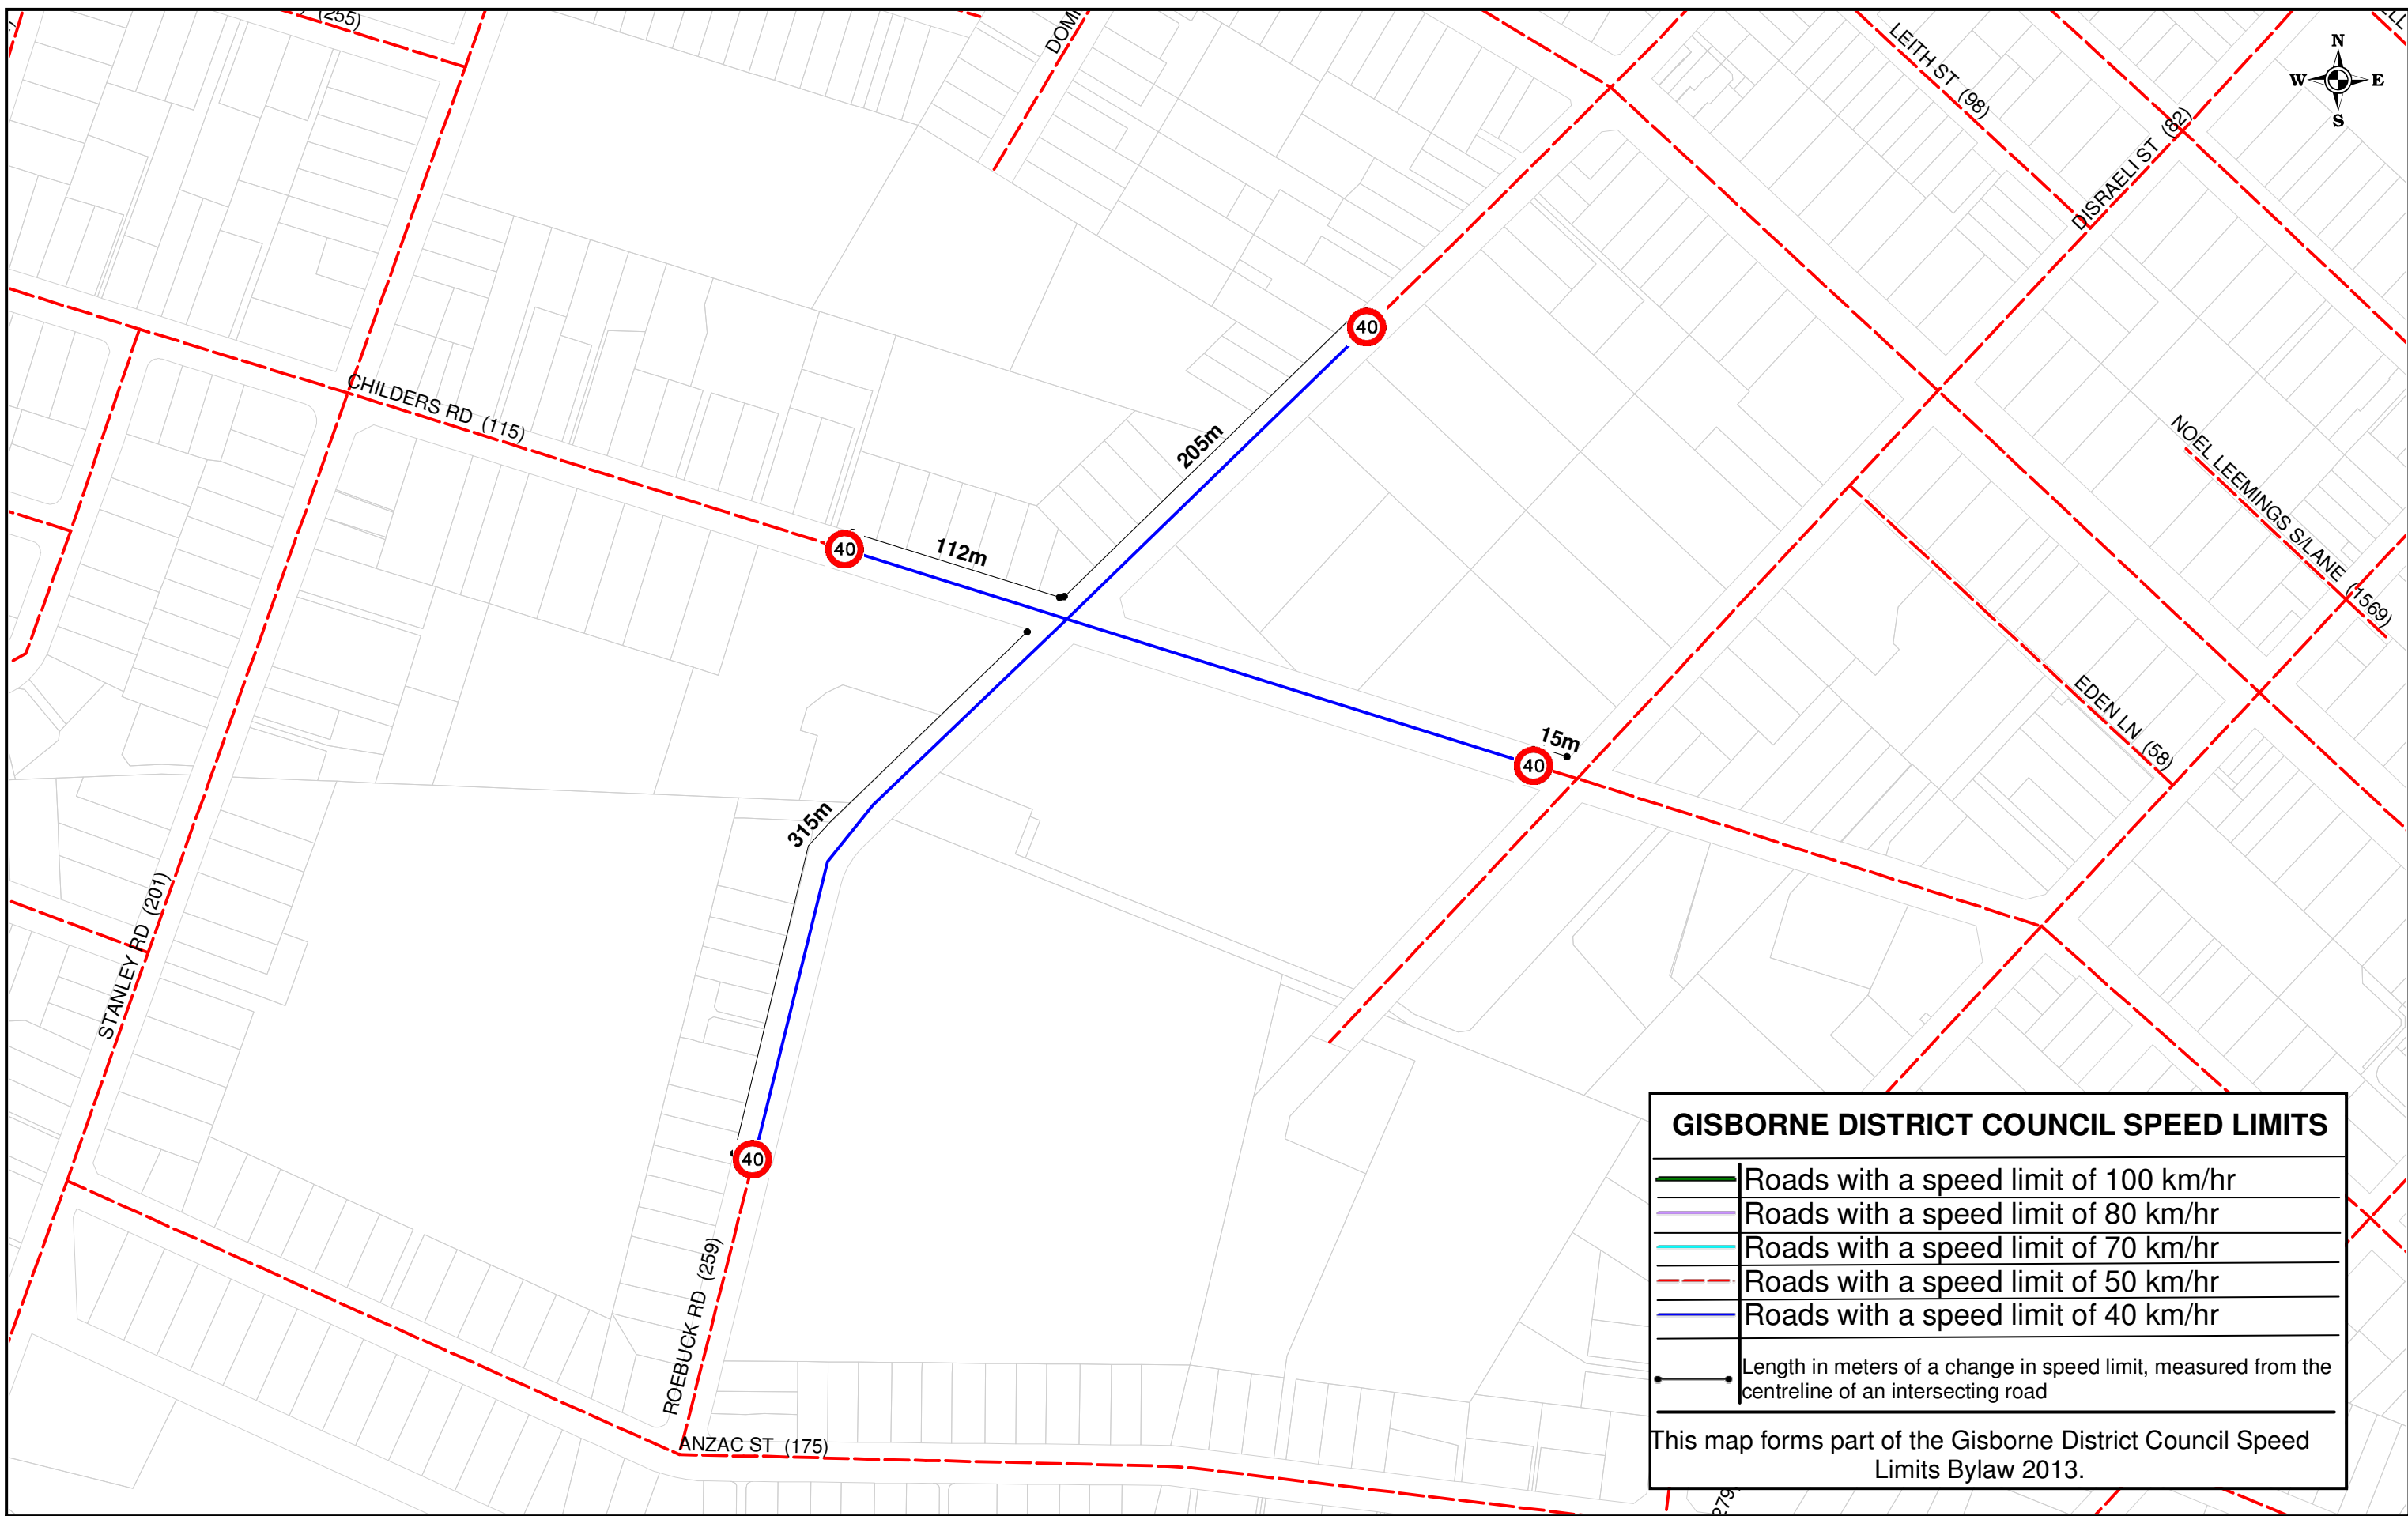 (255)
LEITH ST (98)
N
W E
S
DISRAELI ST (82)
40
CHILDERS RD (115)
205m
NOEL LEEMINGS S/LANE (1569)
112m
40
EDEN LN (58)
15m
40
315m
STANLEY RD (201)
40
ROEBUCK RD (259)
ANZAC ST (175)
GISBORNE DISTRICT COUNCIL SPEED LIMITS
Roads with a speed limit of 100 km/hr
Roads with a speed limit of 80 km/hr
Roads with a speed limit of 70 km/hr
Roads with a speed limit of 50 km/hr
Roads with a speed limit of 40 km/hr
Length in meters of a change in speed limit, measured from the
centreline of an intersecting road
This map forms part of the Gisborne District Council Speed
Limits Bylaw 2013.